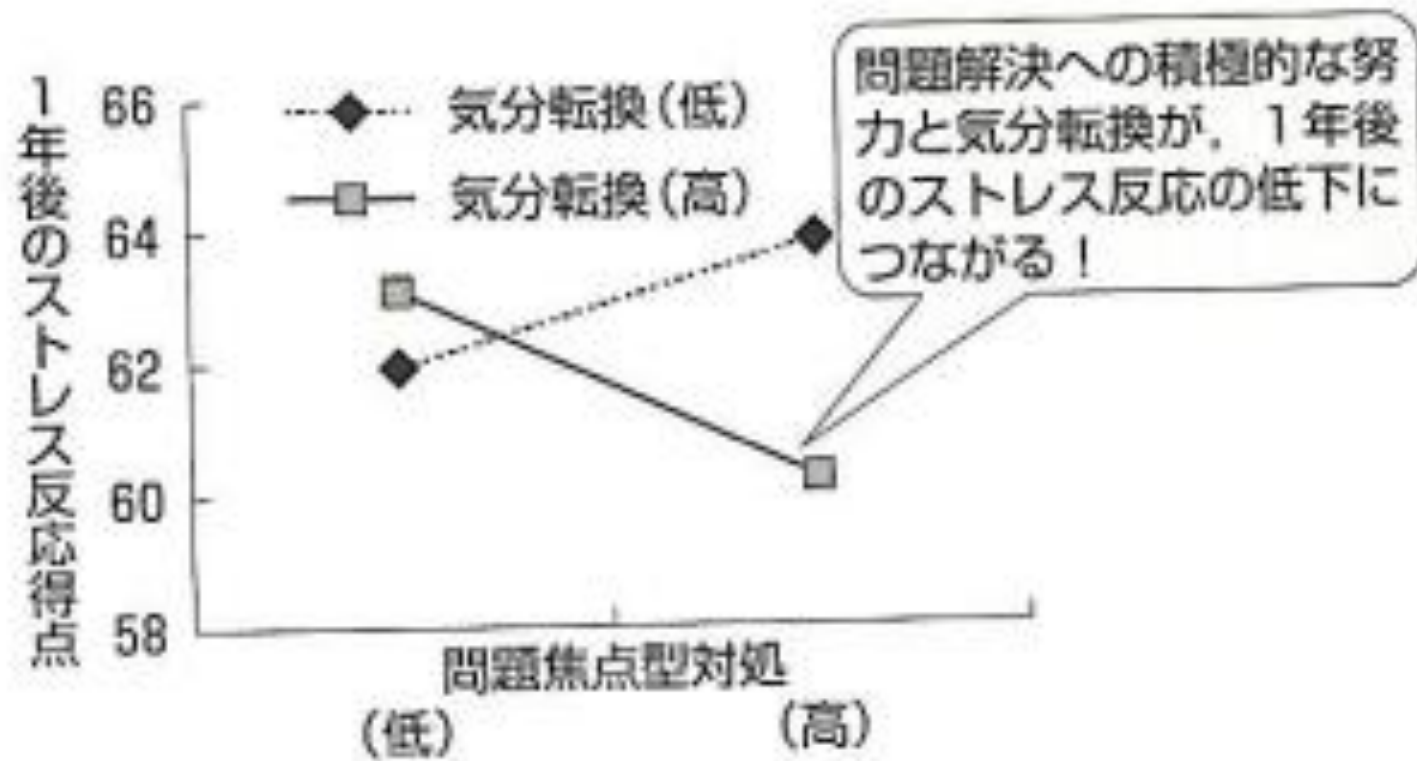 1年後のストレス反応得点
66
64
62
60
58
気分転換(低)
気分転換(高)
問題解決への積極的な努
力と気分転換が，1年後
のストレス反応の低下に
つながる！
問題焦点型対処
(低)
(高)